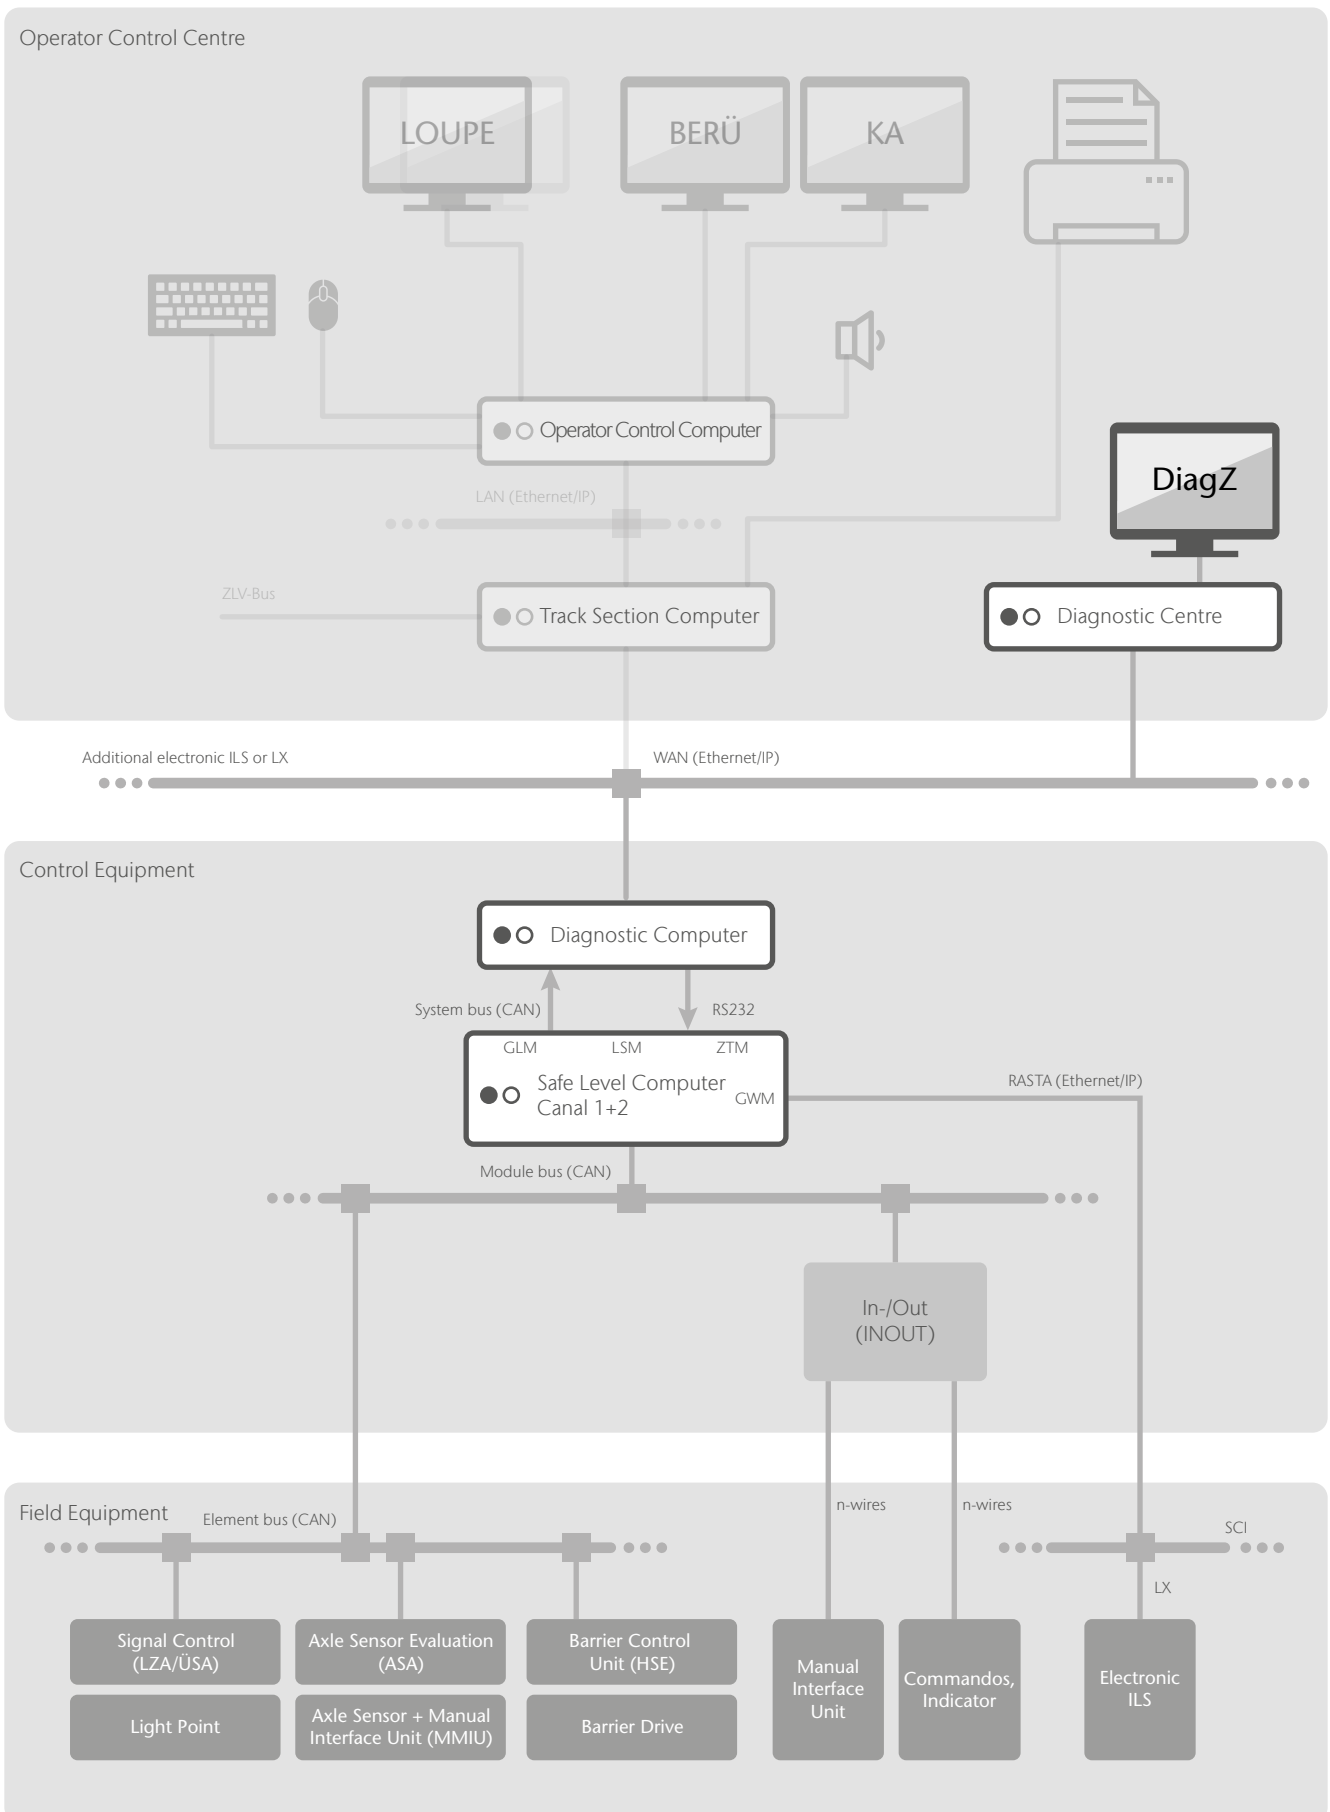 Operator Control Centre
LOUPE
BERÜ
KA
Operator Control Computer
DiagZ
LAN (Ethernet/IP)
ZLV-Bus
Track Section Computer
Diagnostic Centre
Additional electronic ILS or LX
WAN (Ethernet/IP)
Control Equipment
Diagnostic Computer
System bus (CAN)
RS232
GLM
LSM
ZTM
Safe Level Computer
Canal 1+2
GWM
RASTA (Ethernet/IP)
Module bus (CAN)
In-/Out
(INOUT)
Field Equipment
Element bus (CAN)
n-wires
n-wires
SCI
LX
Signal Control
(LZA/ÜSA)
Axle Sensor Evaluation
(ASA)
Barrier Control
Unit (HSE)
Manual
Interface
Unit
Commandos,
Indicator
Electronic
ILS
Light Point
Axle Sensor + Manual
Interface Unit (MMIU)
Barrier Drive